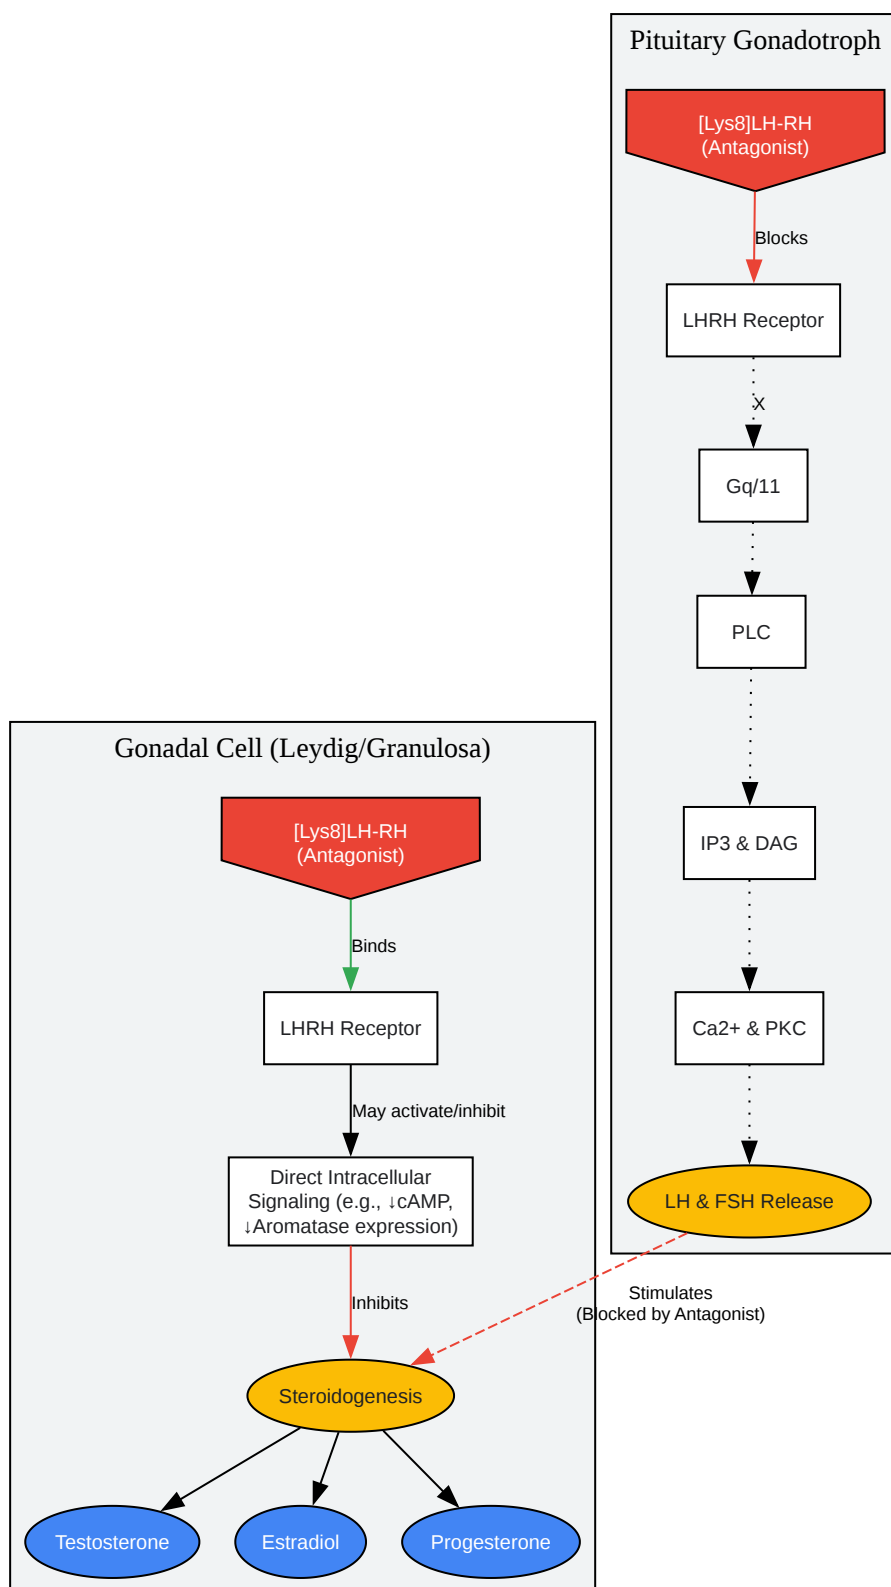 Pituitary Gonadotroph
[Lys8]LH-RH
(Antagonist)
Blocks
LHRH Receptor
X
Gq/11
PLC
IP3 & DAG
Ca2+ & PKC
LH & FSH Release
Stimulates
(Blocked by Antagonist)
Gonadal Cell (Leydig/Granulosa)
[Lys8]LH-RH
(Antagonist)
Binds
LHRH Receptor
May activate/inhibit
Direct Intracellular
Signaling (e.g., ↓cAMP,
↓Aromatase expression)
Inhibits
Steroidogenesis
Testosterone
Estradiol
Progesterone